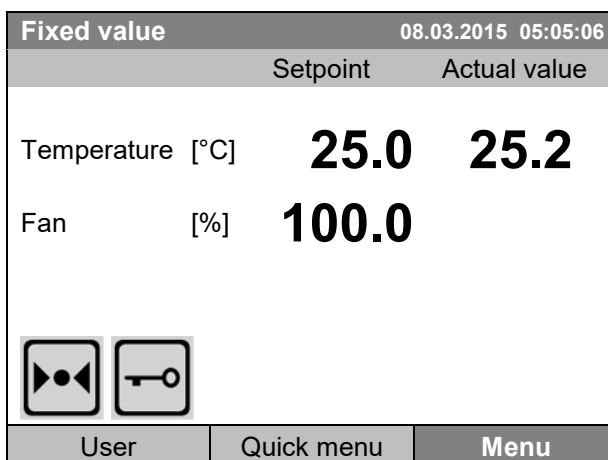 Fixed value 08.03.2015 05:05:06
Setpoint Actual value
Temperature [°C] 25.0 25.2
Fan [%] 100.0
User Quick menu Menu